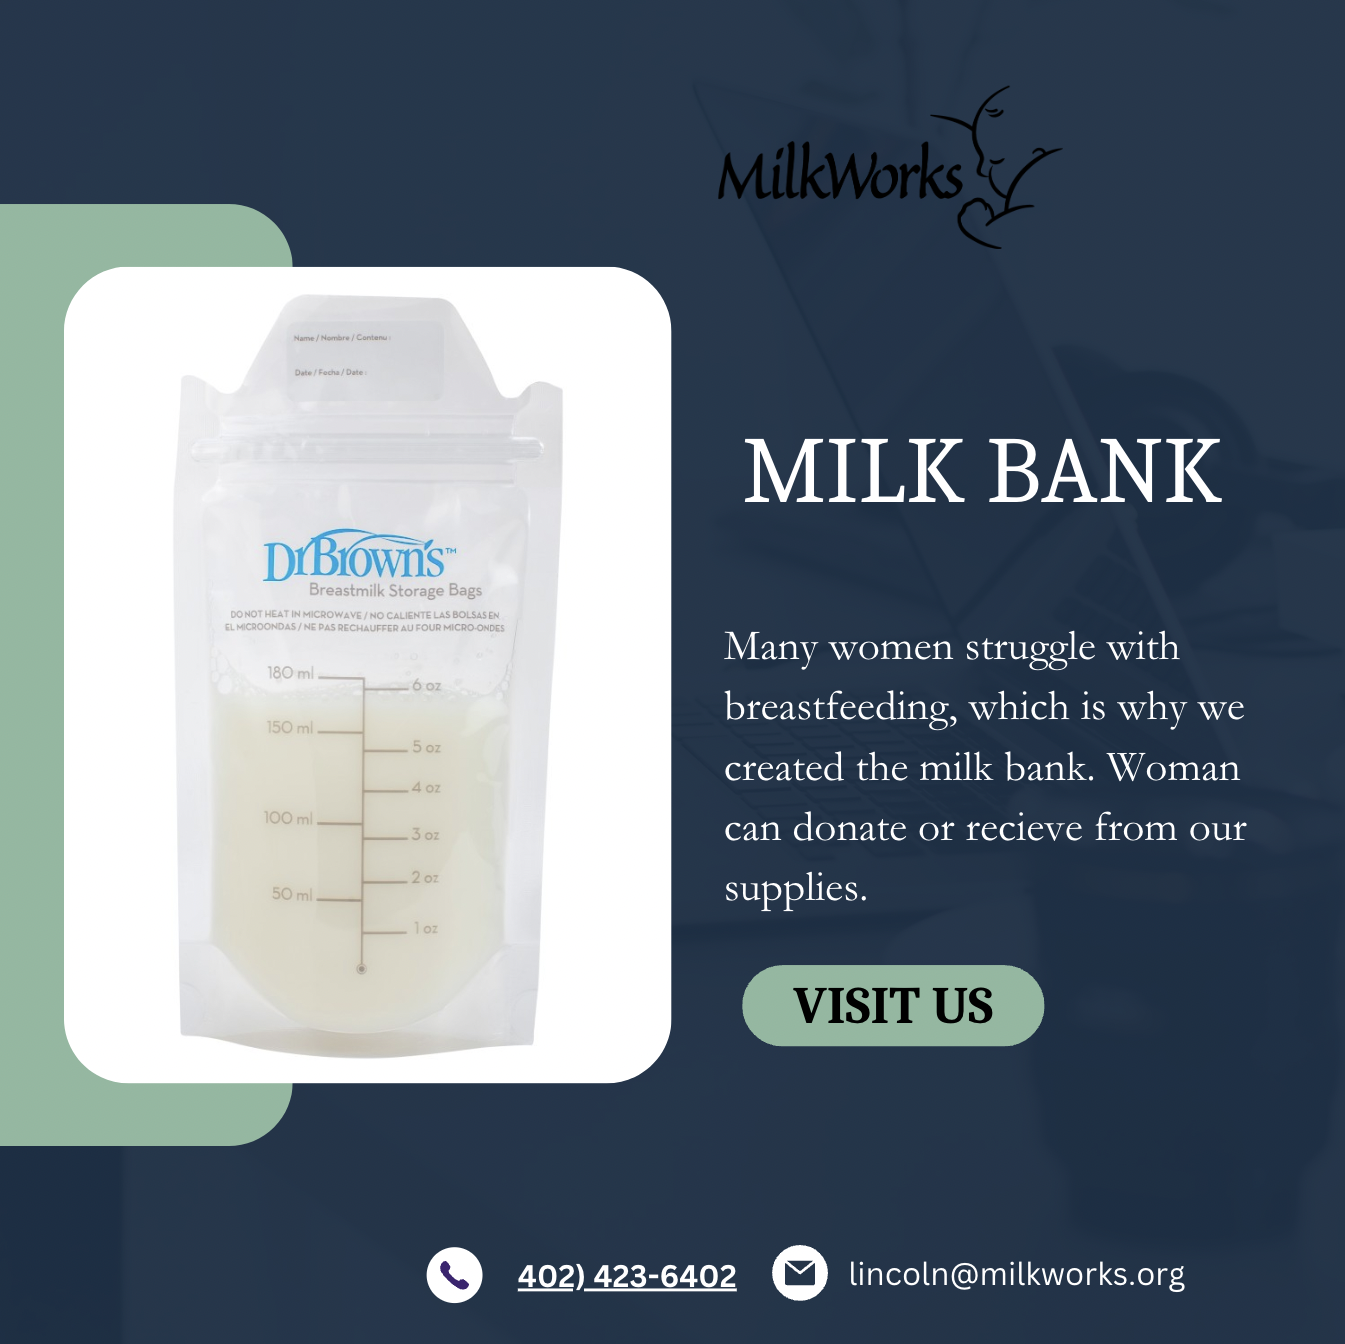 MilkWorks
Name / Nombre / Contenu :
Date / Fecha / Date :
DrBrown's™
Breastmilk Storage Bags
DO NOT HEAT IN MICROWAVE / NO CALIENTE LAS BOLSAS EN
EL MICROONDAS / NE PAS RECHAUFFER AU FOUR MICRO-ONDES
180 ml
6 oz
150 ml
5 oz
4 oz
100 ml
3 oz
2 oz
50 ml
1 oz
MILK BANK
Many women struggle with
breastfeeding, which is why we
created the milk bank. Woman
can donate or recieve from our
supplies.
VISIT US
402) 423-6402
lincoln@milkworks.org